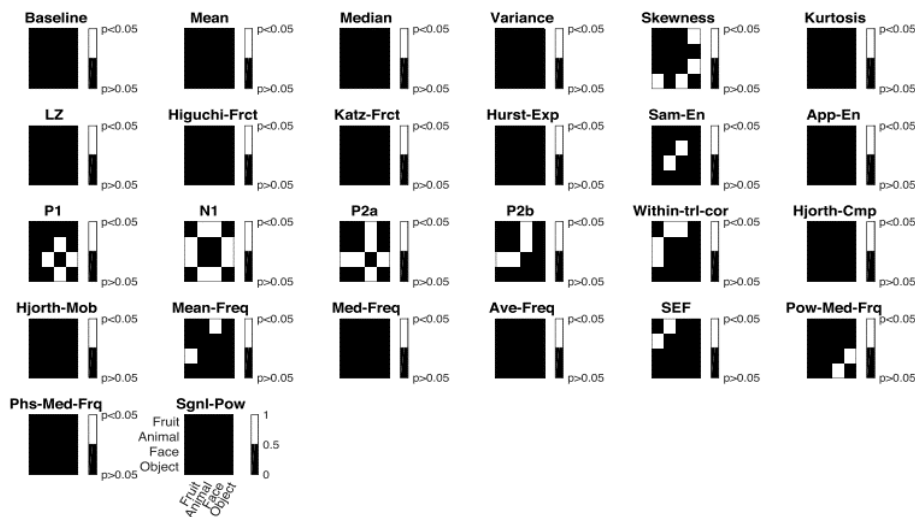 Baseline Mean Median Variance Skewness Kurtosis
p<0.05 p<0.05 p<0.05 p<0.05 p<0.05 p<0.05
p>0.05 p>0.05 p>0.05 p>0.05 p>0.05 p>0.05
LZ Higuchi-Frct Katz-Frct Hurst-Exp Sam-En App-En
p<0.05 p<0.05 p<0.05 p<0.05 p<0.05 p<0.05
p>0.05 p>0.05 p>0.05 p>0.05 p>0.05 p>0.05
P1 N1 P2a P2b Within-trl-cor Hjorth-Cmp
p<0.05 p<0.05 p<0.05 p<0.05 p<0.05 p<0.05
p>0.05 p>0.05 p>0.05 p>0.05 p>0.05 p>0.05
Hjorth-Mob Mean-Freq Med-Freq Ave-Freq SEF Pow-Med-Frq
p<0.05 p<0.05 p<0.05 p<0.05 p<0.05 p<0.05
p>0.05 p>0.05 p>0.05 p>0.05 p>0.05 p>0.05
Phs-Med-Frq Sgnl-Pow
p<0.05 Fruit 1
Animal
Face 0.5
Object
p>0.05 0
Fruit Animal Face Object